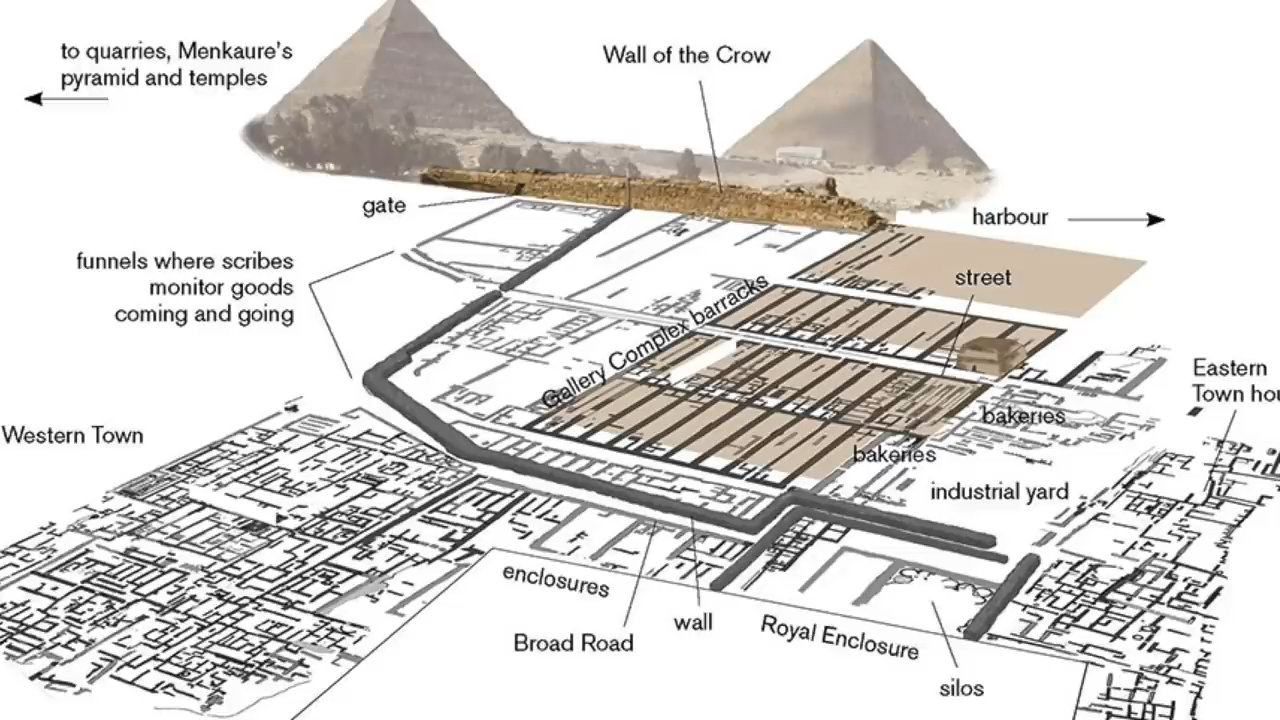 to quarries, Menkaure's
pyramid and temples
Wall of the Crow
gate
harbour
funnels where scribes
monitor goods
coming and going
street
Gallery Complex barracks
Eastern
Town
bakeries
Western Town
bakeries
industrial yard
enclosures
wall
Broad Road
Royal Enclosure
silos